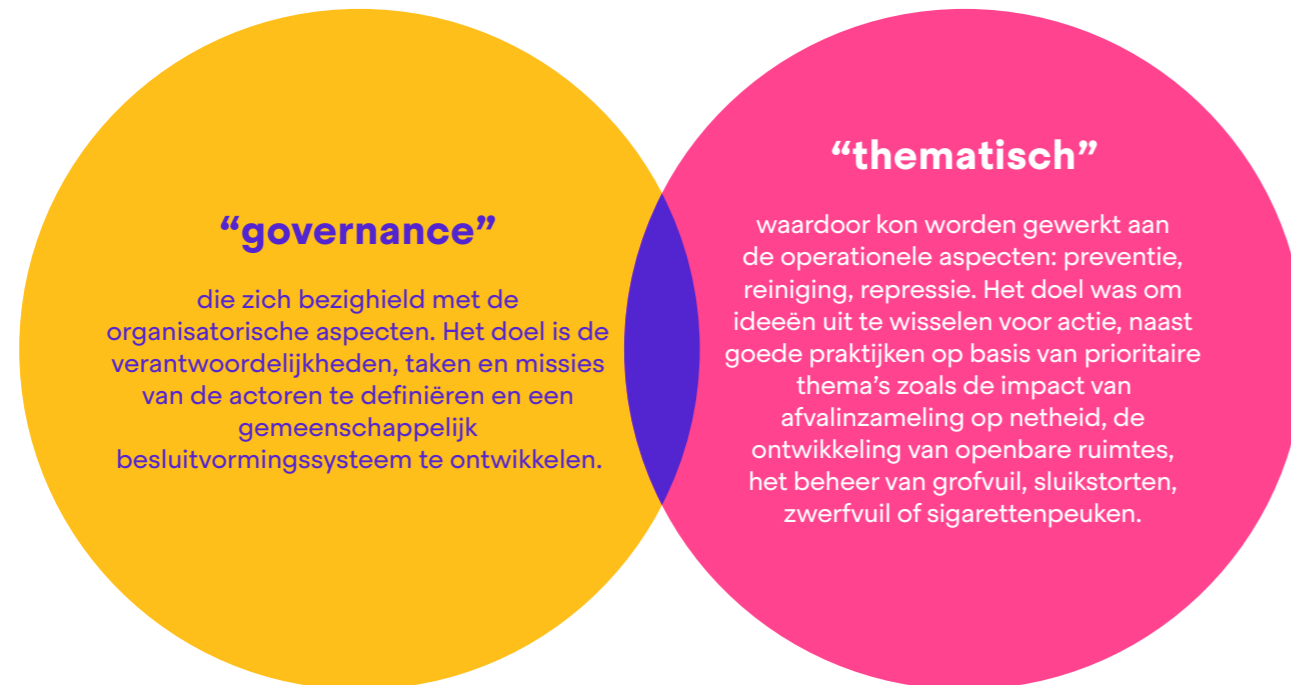 “governance”
die zich bezighield met de
organisatorische aspecten. Het doel is de
verantwoordelijkheden, taken en missies
van de actoren te definiëren en een
gemeenschappelijk
besluitvormingssysteem te ontwikkelen.
“thematisch”
waardoor kon worden gewerkt aan
de operationele aspecten: preventie,
reiniging, repressie. Het doel was om
ideeën uit te wisselen voor actie, naast
goede praktijken op basis van prioritaire
thema’s zoals de impact van
afvalinzameling op netheid, de
ontwikkeling van openbare ruimtes,
het beheer van grofvuil, sluikstorten,
zwerfvuil of sigarettenpeuken.